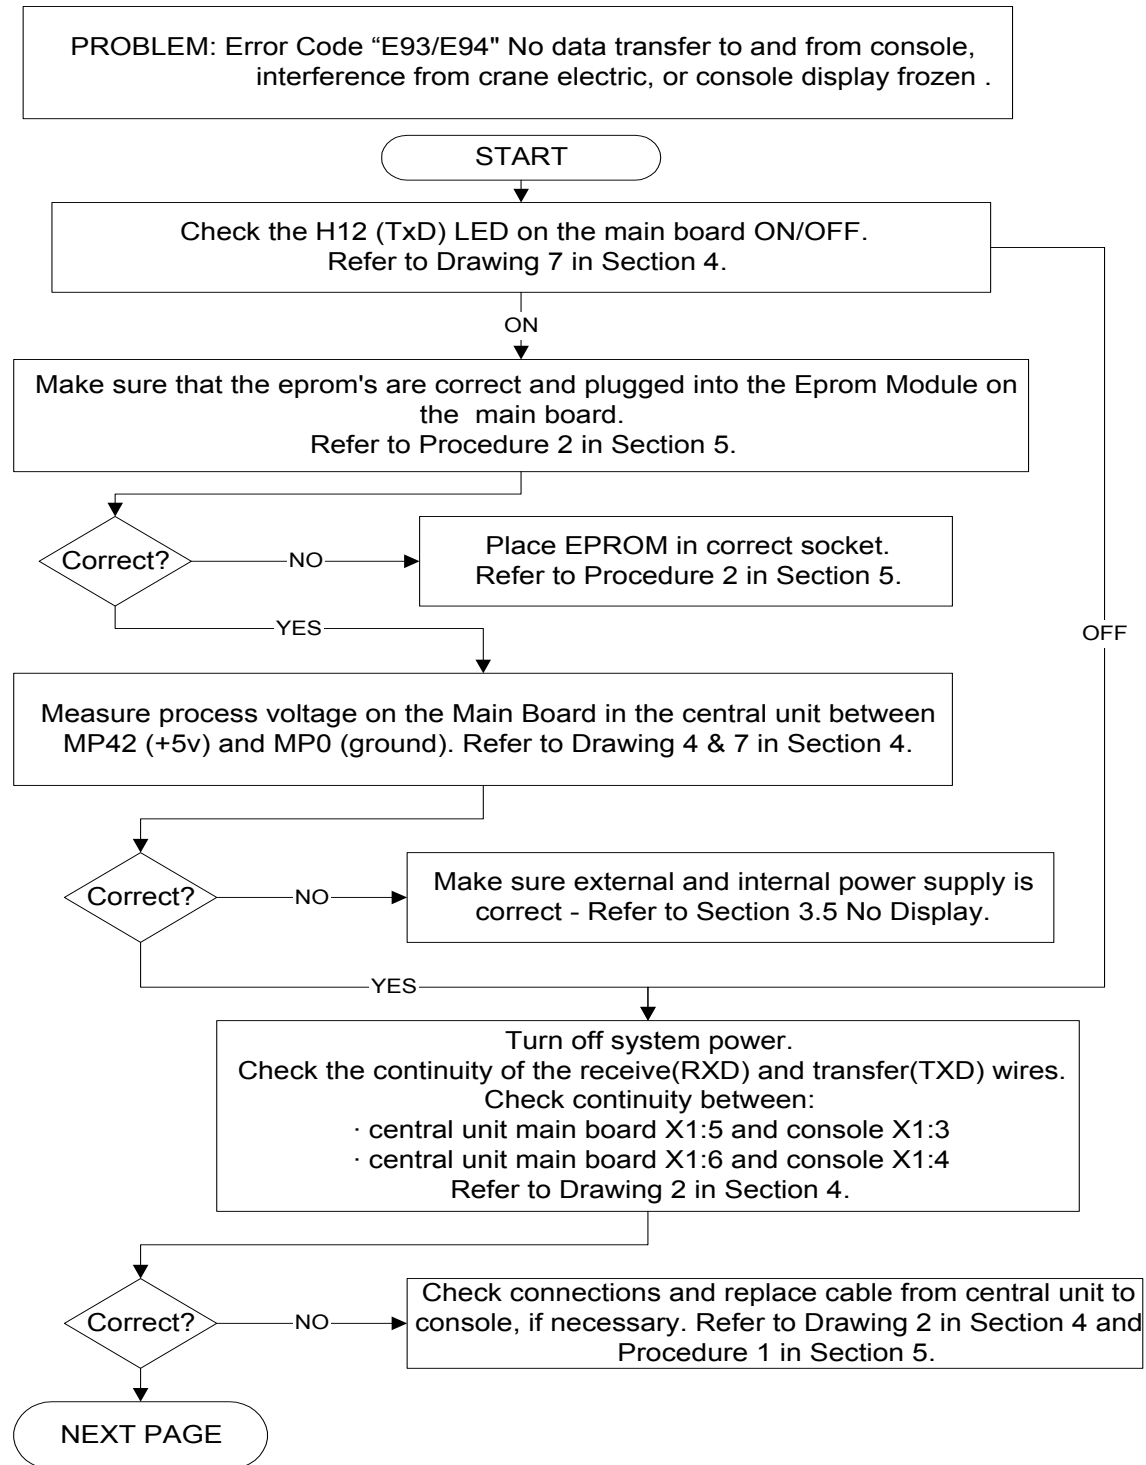 PROBLEM: Error Code “E93/E94" No data transfer to and from console,
interference from crane electric, or console display frozen .
START
Check the H12 (TxD) LED on the main board ON/OFF.
Refer to Drawing 7 in Section 4.
ON
Make sure that the eprom's are correct and plugged into the Eprom Module on
the main board.
Refer to Procedure 2 in Section 5.
Correct?
NO
Place EPROM in correct socket.
Refer to Procedure 2 in Section 5.
YES
OFF
Measure process voltage on the Main Board in the central unit between
MP42 (+5v) and MP0 (ground). Refer to Drawing 4 & 7 in Section 4.
Correct?
NO
Make sure external and internal power supply is
correct - Refer to Section 3.5 No Display.
YES
Turn off system power.
Check the continuity of the receive(RXD) and transfer(TXD) wires.
Check continuity between:
· central unit main board X1:5 and console X1:3
· central unit main board X1:6 and console X1:4
Refer to Drawing 2 in Section 4.
Correct?
NO
Check connections and replace cable from central unit to
console, if necessary. Refer to Drawing 2 in Section 4 and
Procedure 1 in Section 5.
NEXT PAGE